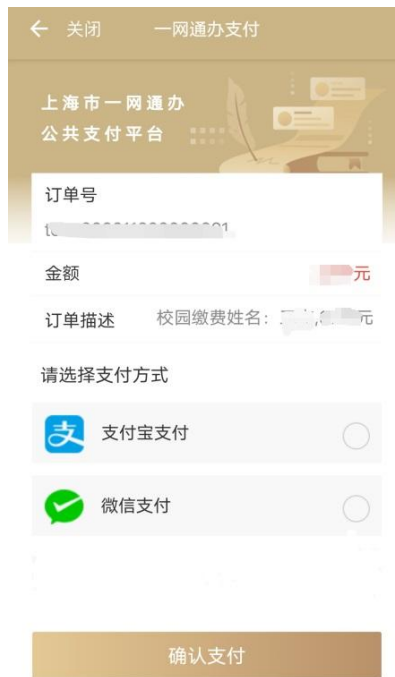 关闭 一网通办支付
上海市一网通办
公共支付平台
订单号
金额 元
订单描述 校园缴费姓名: 元
请选择支付方式
支 支付宝支付
微信支付
确认支付